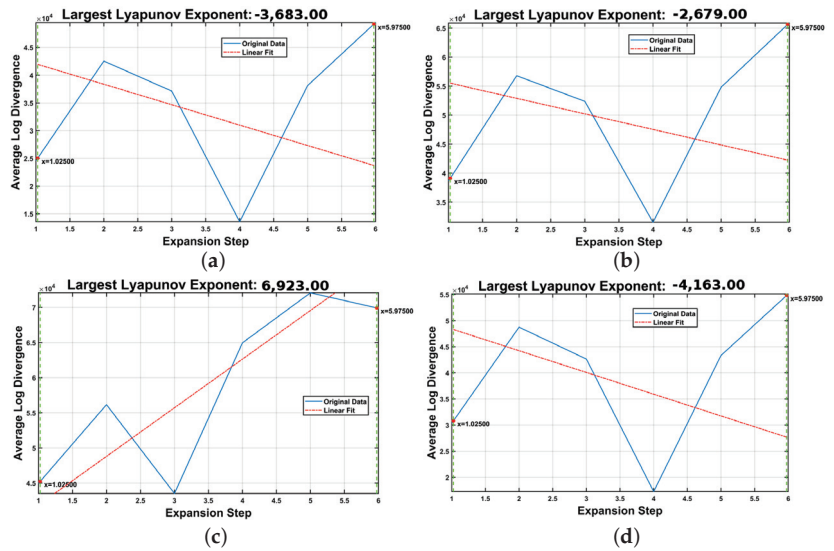 Largest Lyapunov Exponent: -3,683.00
×10⁴
Average Log Divergence
4.5
4
3.5
3
2.5
2
1.5
x=5.97500
Original Data
Linear Fit
x=1.02500
1 1.5 2 2.5 3 3.5 4 4.5 5 5.5 6
Expansion Step
(a)
Largest Lyapunov Exponent: -2,679.00
×10⁴
Average Log Divergence
6.5
6
5.5
5
4.5
4
3.5
x=5.97500
Original Data
Linear Fit
x=1.02500
1 1.5 2 2.5 3 3.5 4 4.5 5 5.5 6
Expansion Step
(b)
Largest Lyapunov Exponent: 6,923.00
×10⁴
Average Log Divergence
7
6.5
6
5.5
5
4.5
x=5.97500
Original Data
Linear Fit
x=1.02500
1 1.5 2 2.5 3 3.5 4 4.5 5 5.5 6
Expansion Step
(c)
Largest Lyapunov Exponent: -4,163.00
×10⁴
Average Log Divergence
5.5
5
4.5
4
3.5
3
2.5
2
x=5.97500
Original Data
Linear Fit
x=1.02500
1 1.5 2 2.5 3 3.5 4 4.5 5 5.5 6
Expansion Step
(d)